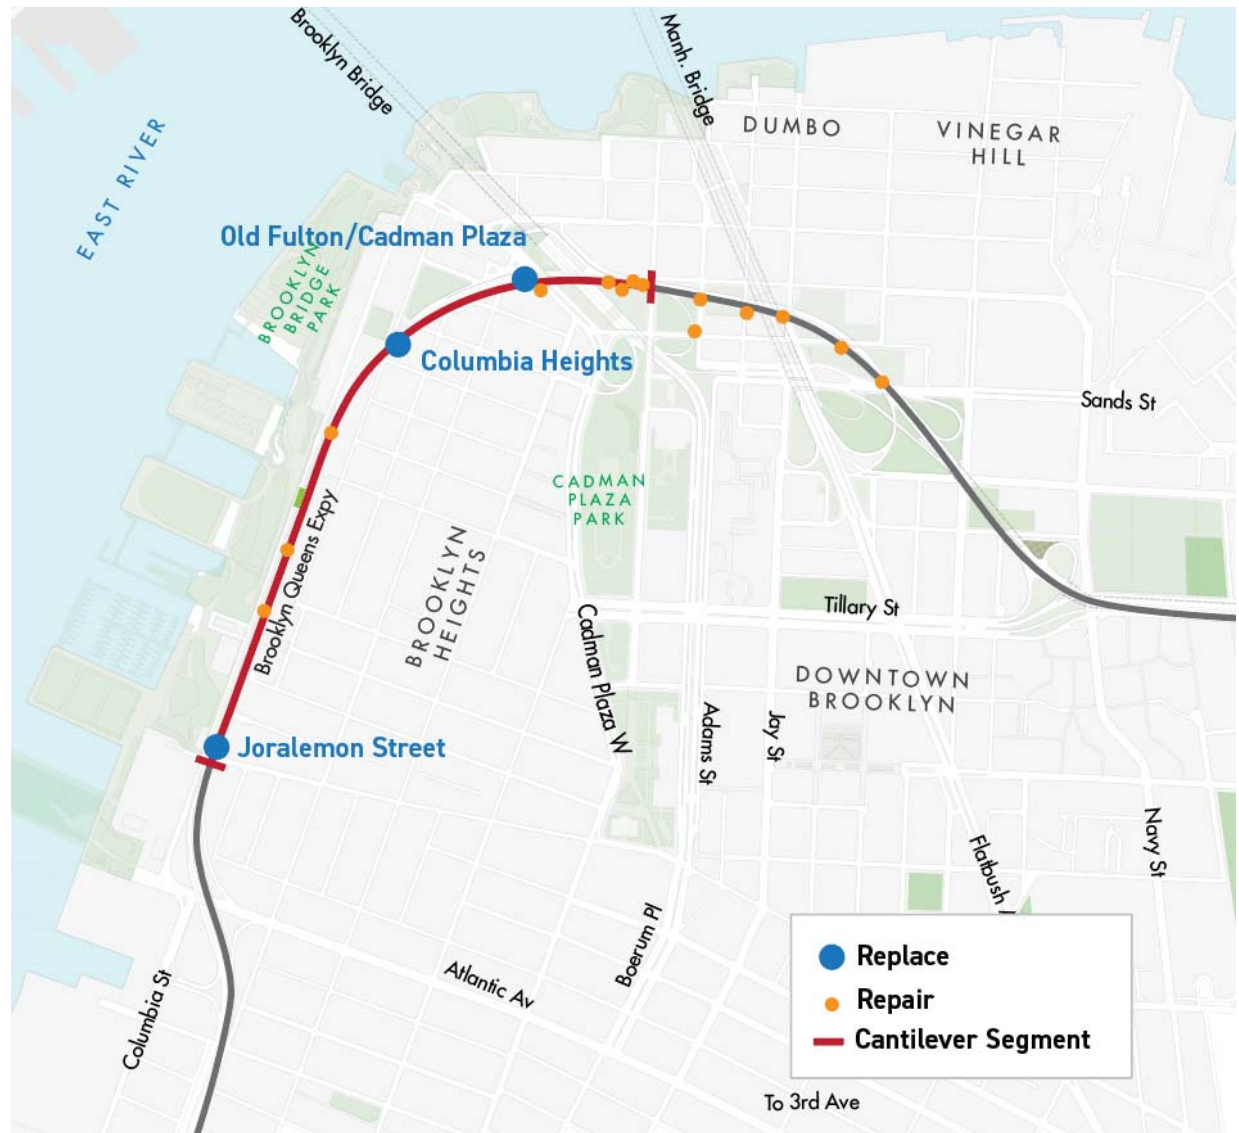 Brooklyn Bridge
Manh. Bridge
DUMBO
VINEGAR
HILL
EAST RIVER
Old Fulton/Cadman Plaza
BROOKLYN
BRIDGE
PARK
Columbia Heights
Sands St
CADMAN
PLAZA
PARK
Brooklyn Queens Expy
BROOKLYN
HEIGHTS
Tillary St
Cadman Plaza W
DOWNTOWN
BROOKLYN
Joralemon Street
Adams St
Jay St
Navy St
Flatbush
Boerum Pl
Atlantic Av
Columbia St
Replace
Repair
Cantilever Segment
To 3rd Ave